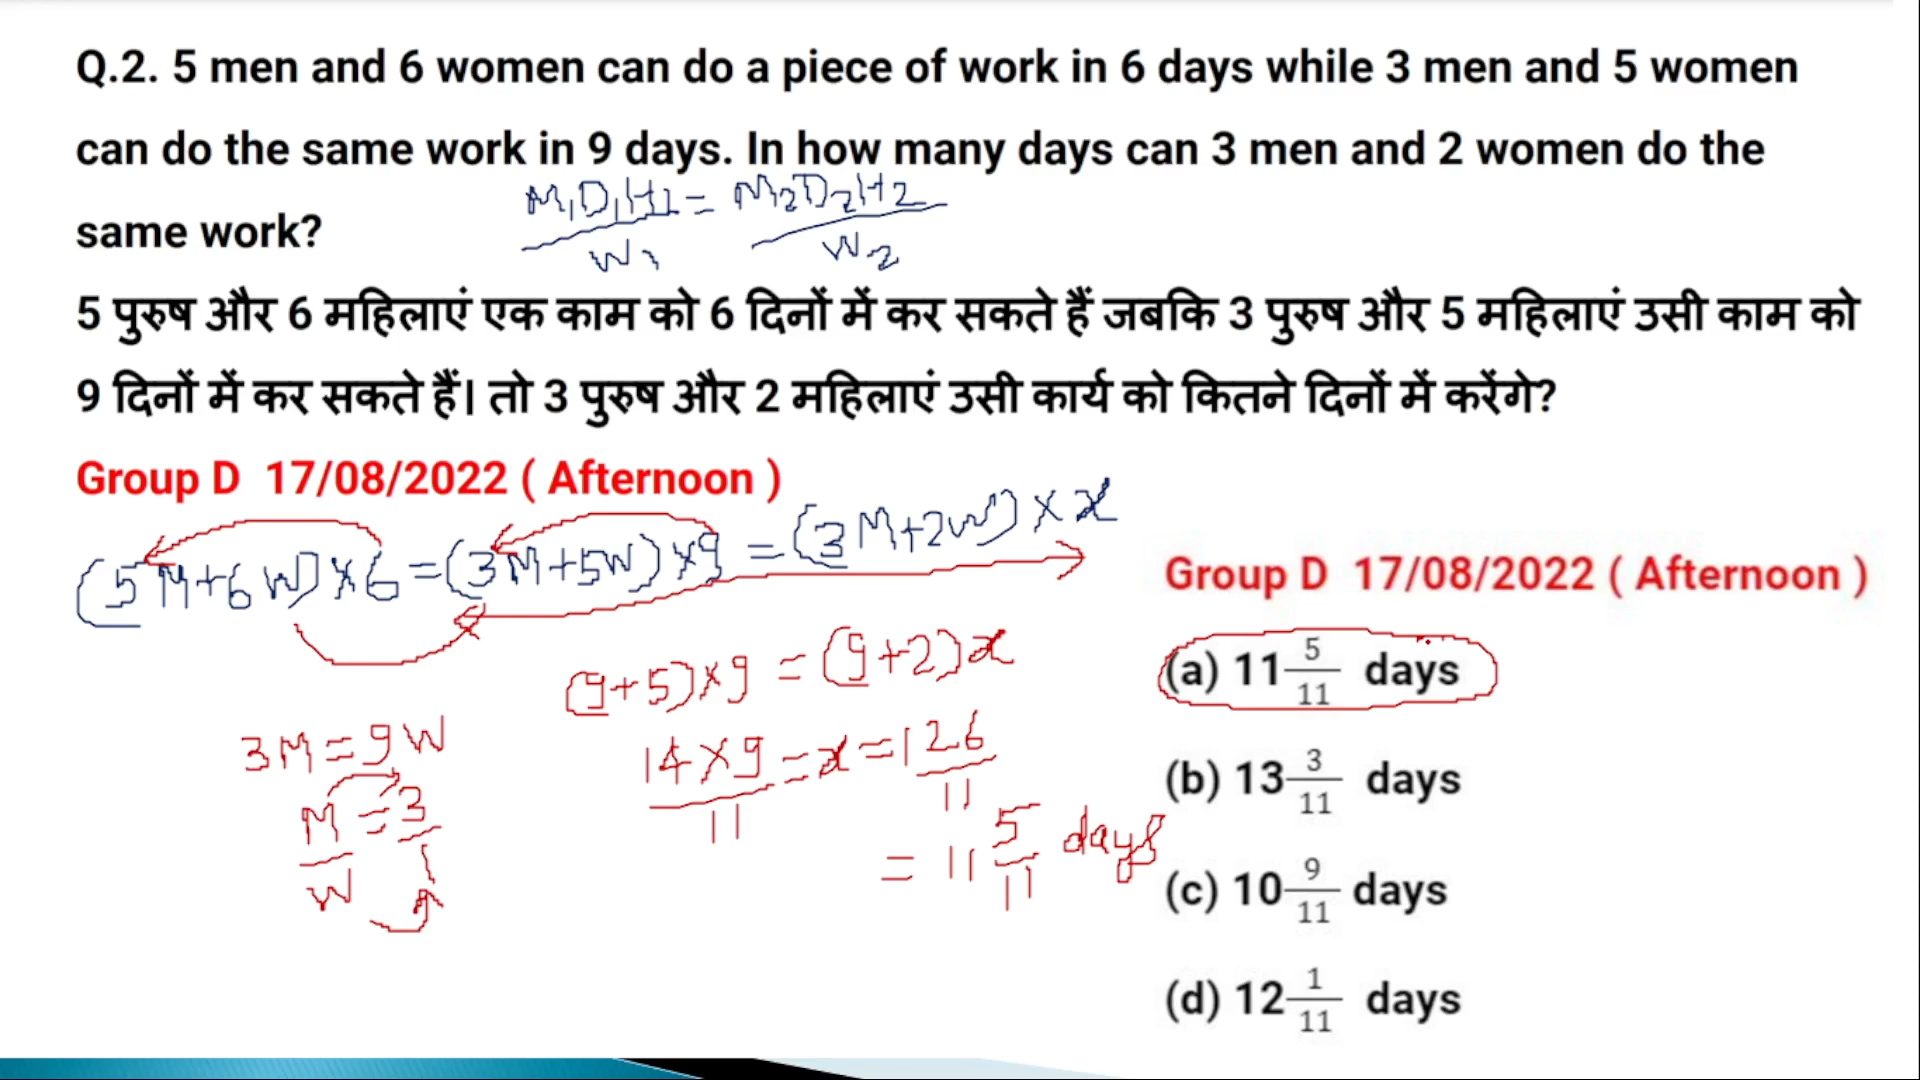 Q.2. 5 men and 6 women can do a piece of work in 6 days while 3 men and 5 women
can do the same work in 9 days. In how many days can 3 men and 2 women do the
same work?
M₁D₁H₁/W₁ = M₂D₂H₂/W₂
5 पुरुष और 6 महिलाएं एक काम को 6 दिनों में कर सकते हैं जबकि 3 पुरुष और 5 महिलाएं उसी काम को
9 दिनों में कर सकते हैं। तो 3 पुरुष और 2 महिलाएं उसी कार्य को कितने दिनों में करेंगे?
Group D 17/08/2022 ( Afternoon )
(5M+6W)×6=(3M+5W)×9=(3M+2W)×x
(9+5)×9=(9+2)x
3M=9W
14×9/11=x=126/11
M/W=3/1
=11 5/11 days
Group D 17/08/2022 ( Afternoon )
(a) 11 5/11 days
(b) 13 3/11 days
(c) 10 9/11 days
(d) 12 1/11 days